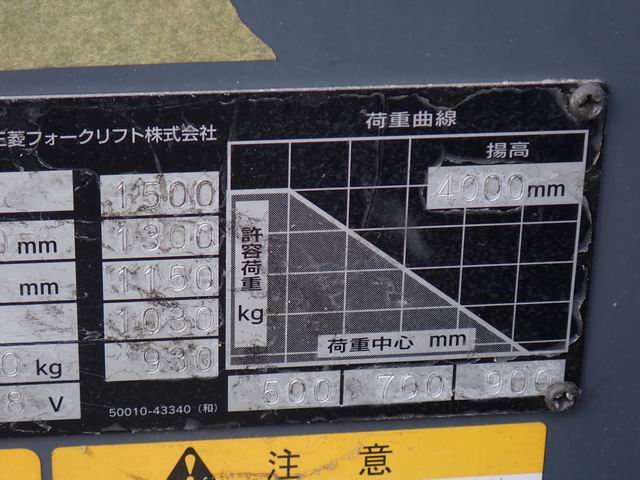 三菱フォークリフト株式会社
荷重曲線
揚高
4000mm
1500
mm
1300
mm
1150
1030
kg
930
V
許容荷重
kg
荷重中心 mm
500 700 900
50010-43340（和）
注意